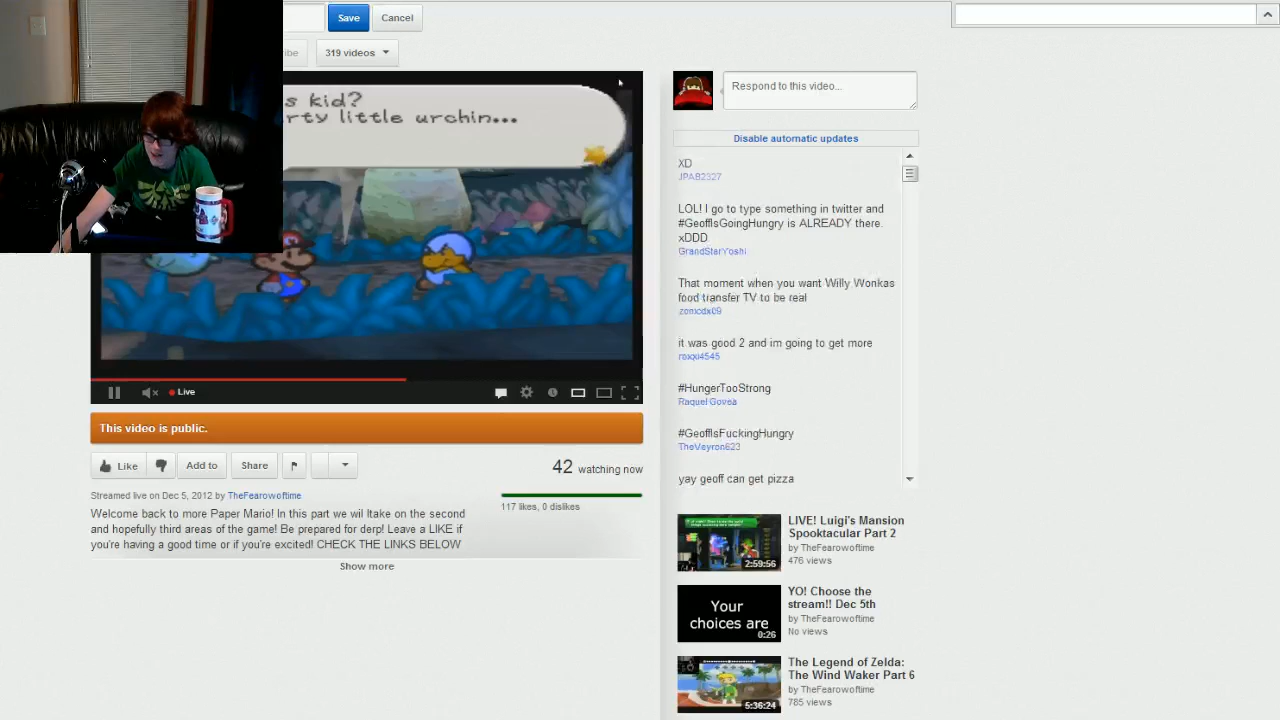 Save
Cancel
ibe
319 videos
s kid?
rty little urchin...
Live
This video is public.
Like
Add to
Share
42 watching now
Streamed live on Dec 5, 2012 by TheFearowoftime
117 likes, 0 dislikes
Welcome back to more Paper Mario! In this part we wil ltake on the second
and hopefully third areas of the game! Be prepared for derp! Leave a LIKE if
you're having a good time or if you're excited! CHECK THE LINKS BELOW
Show more
Respond to this video...
Disable automatic updates
XD
JPAB2327
LOL! I go to type something in twitter and
#GeoffIsGoingHungry is ALREADY there.
xDDD
GrandStarYoshi
That moment when you want Willy Wonkas
food transfer TV to be real
zonicdx09
it was good 2 and im going to get more
roxxi4545
#HungerTooStrong
Raquel Govea
#GeoffIsFuckingHungry
TheVeyron623
yay geoff can get pizza
LIVE! Luigi's Mansion
Spooktacular Part 2
by TheFearowoftime
476 views
2:59:56
YO! Choose the
stream!! Dec 5th
by TheFearowoftime
No views
Your
choices are
0:26
The Legend of Zelda:
The Wind Waker Part 6
by TheFearowoftime
785 views
5:36:24